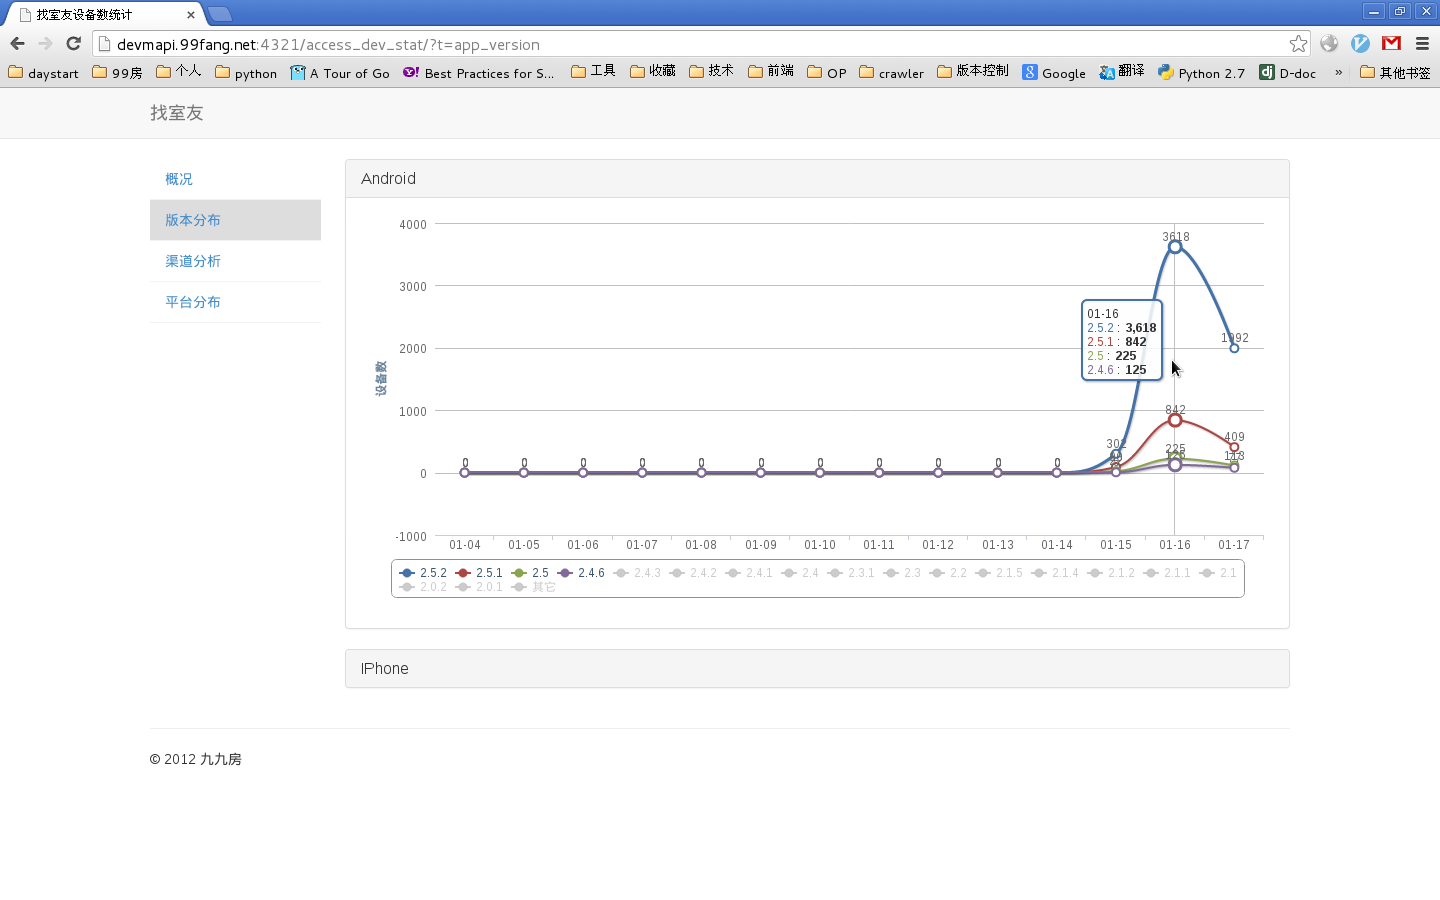 找室友设备数统计
devmapi.99fang.net:4321/access_dev_stat/?t=app_version
daystart 99房 个人 python A Tour of Go Best Practices for S... 工具 收藏 技术 前端 OP crawler 版本控制 Google 翻译 Python 2.7 D-doc » 其他书签
找室友
概况
版本分布
渠道分析
平台分布
Android
4000
3000
2000
1000
0
-1000
设备数
3618
1992
842
409
302
225
0 0 0 0 0 0 0 0 0 0 0
01-16
2.5.2 : 3,618
2.5.1 : 842
2.5 : 225
2.4.6 : 125
01-04 01-05 01-06 01-07 01-08 01-09 01-10 01-11 01-12 01-13 01-14 01-15 01-16 01-17
2.5.2 2.5.1 2.5 2.4.6 2.4.3 2.4.2 2.4.1 2.4 2.3.1 2.3 2.2 2.1.5 2.1.4 2.1.2 2.1.1 2.1
2.0.2 2.0.1 其它
IPhone
© 2012 九九房